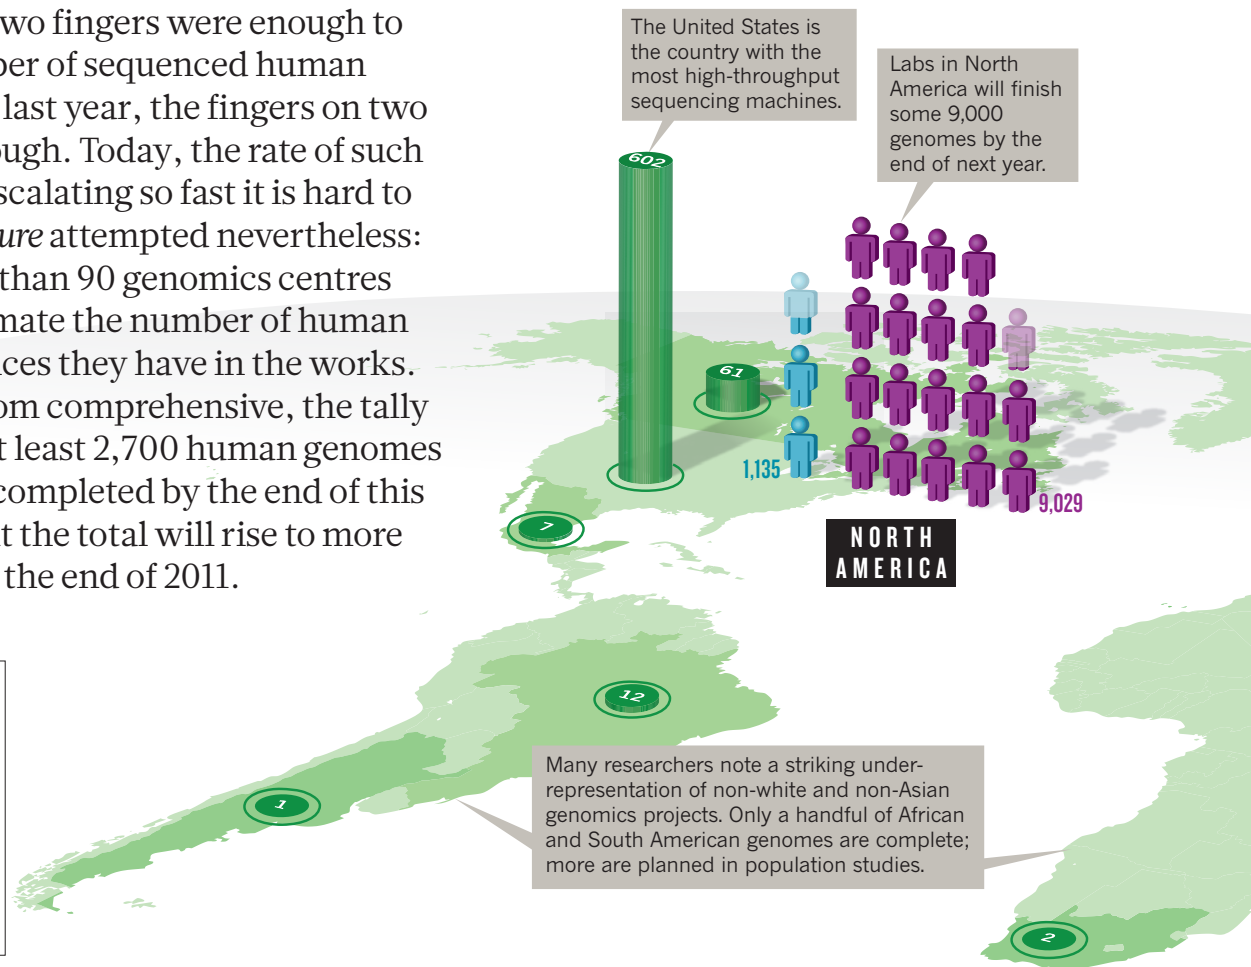 wo fingers were enough to
ber of sequenced human
last year, the fingers on two
ough. Today, the rate of such
scalating so fast it is hard to
ure attempted nevertheless:
than 90 genomics centres
mate the number of human
nces they have in the works.
om comprehensive, the tally
t least 2,700 human genomes
completed by the end of this
t the total will rise to more
the end of 2011.
The United States is
the country with the
most high-throughput
sequencing machines.
Labs in North
America will finish
some 9,000
genomes by the
end of next year.
602
61
1,135
9,029
7
NORTH
AMERICA
12
1
Many researchers note a striking under-
representation of non-white and non-Asian
genomics projects. Only a handful of African
and South American genomes are complete;
more are planned in population studies.
2